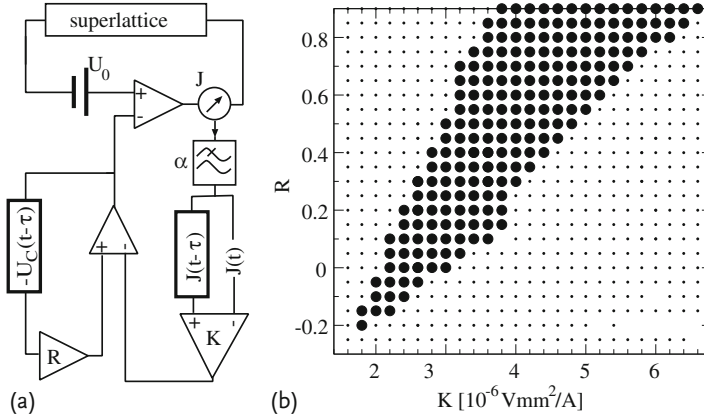 superlattice
U0
+
-
J
α
-UC(t-τ)
J(t-τ)
J(t)
+
-
+
-
R
K
(a)
0.8
0.6
0.4
0.2
0
-0.2
R
2
3
4
5
6
K [10-6 Vmm2/A]
(b)